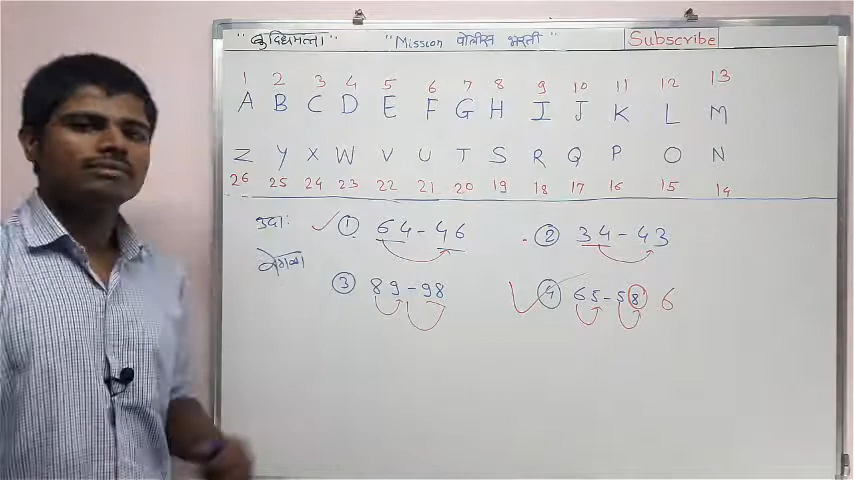 "बुद्धिमत्ता" "Mission पोलीस भरती" Subscribe
1 2 3 4 5 6 7 8 9 10 11 12 13
A B C D E F G H I J K L M
Z Y X W V U T S R Q P O N
26 25 24 23 22 21 20 19 18 17 16 15 14
उदा: ① 64-46 ② 34-43
③ 89-98 ④ 65-58 6